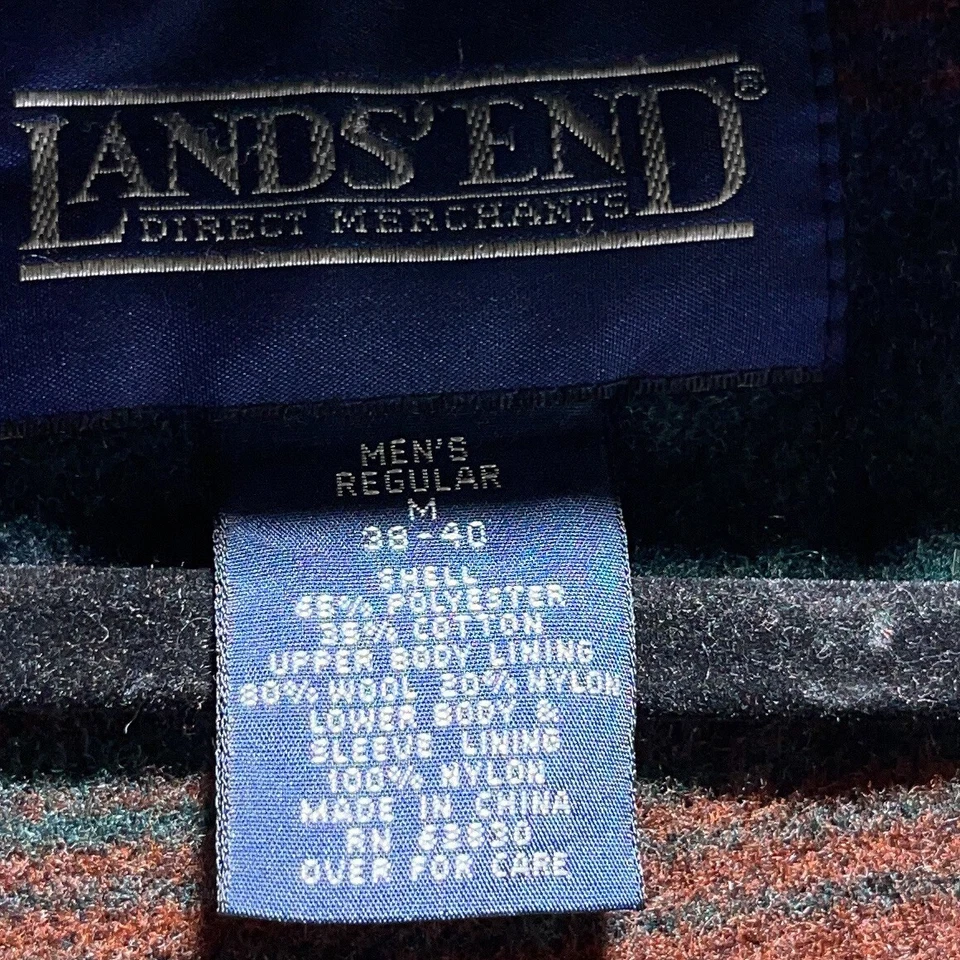 LANDS' END®
DIRECT MERCHANTS
MEN'S
REGULAR
M
38-40
SHELL
65% POLYESTER
35% COTTON
UPPER BODY LINING
80% WOOL 20% NYLON
LOWER BODY &
SLEEVE LINING
100% NYLON
MADE IN CHINA
RN 63830
OVER FOR CARE